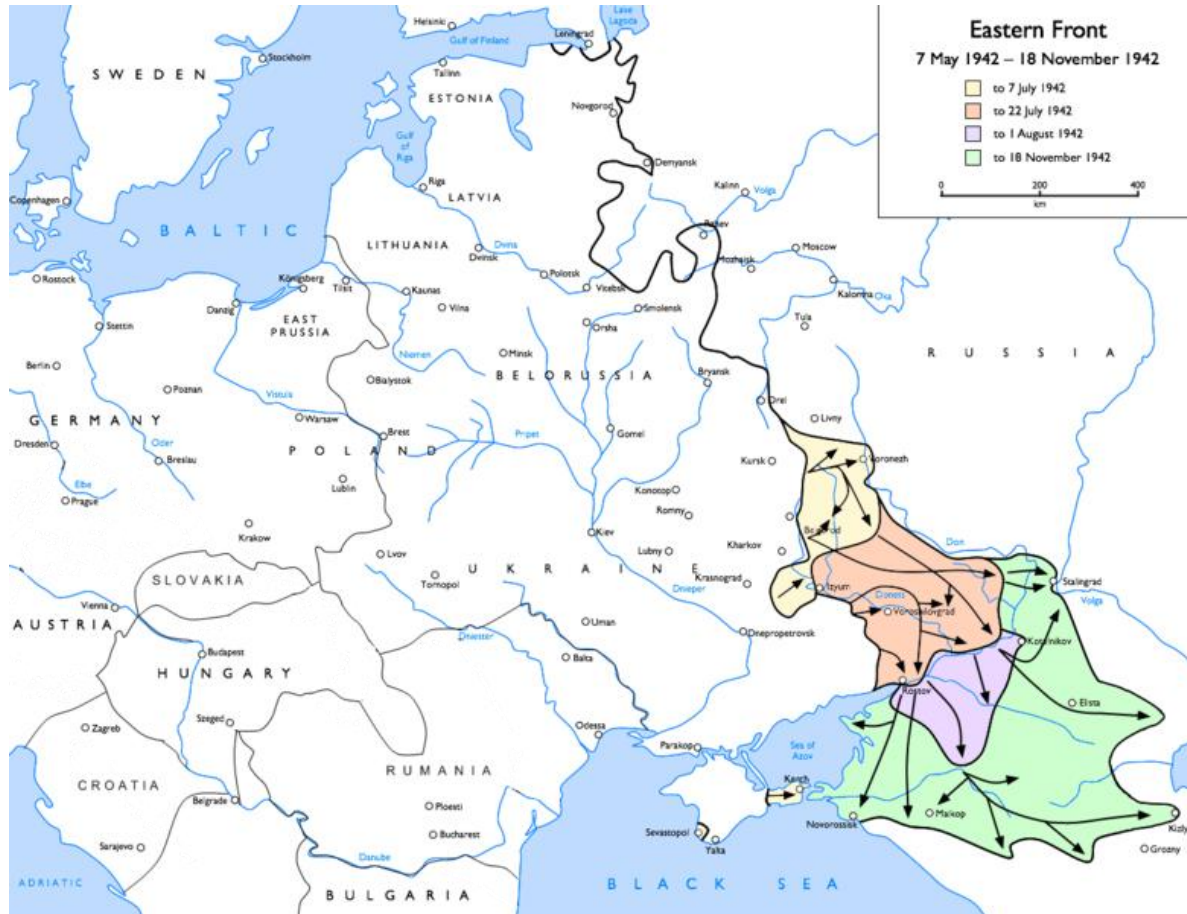 Eastern Front
7 May 1942 – 18 November 1942
to 7 July 1942
to 22 July 1942
to 1 August 1942
to 18 November 1942
0 200 400
km
Helsinki
Lake
Lagoda
Gulf of Finland
Leningrad
Stockholm
SWEDEN
Tallinn
ESTONIA
Novgorod
Gulf
of
Riga
Demyansk
Riga
LATVIA
Kalinn
Volga
Copenhagen
BALTIC
LITHUANIA
Dvina
Dvinsk
Moscow
Mozhaisk
Rostock
Königsberg
Tilsit
Kaunas
Polotsk
Vitebsk
Kalomna
Oka
Danzig
EAST
PRUSSIA
Vilna
Smolensk
Orsha
Tula
Stettin
Niemen
Minsk
RUSSIA
Berlin
Bialystok
BELORUSSIA
Bryansk
Poznan
Vistula
Orel
Livny
GERMANY
Warsaw
Brest
Pripet
Gomel
Dresden
Oder
POLAND
Breslau
Kursk
Voronezh
Elbe
Prague
Lublin
Konotop
Romny
Krakow
Kiev
Belgorod
Lvov
Lubny
Kharkov
Don
SLOVAKIA
Tornopol
UKRAINE
Krasnograd
Izyum
Stalingrad
Dnieper
Donets
Volga
Vienna
AUSTRIA
Uman
Voroshilovgrad
Dniester
Dnepropetrovsk
Budapest
Balta
Kotelnikov
HUNGARY
Rostov
Elista
Szeged
Zagreb
Odessa
Parakop
Sea of
Azov
CROATIA
RUMANIA
Kerch
Belgrade
Ploesti
Novorossisk
Maikop
Kizly
Bucharest
Sevastopol
Yalta
Sarajevo
Grozny
Danube
ADRIATIC
BULGARIA
BLACK SEA